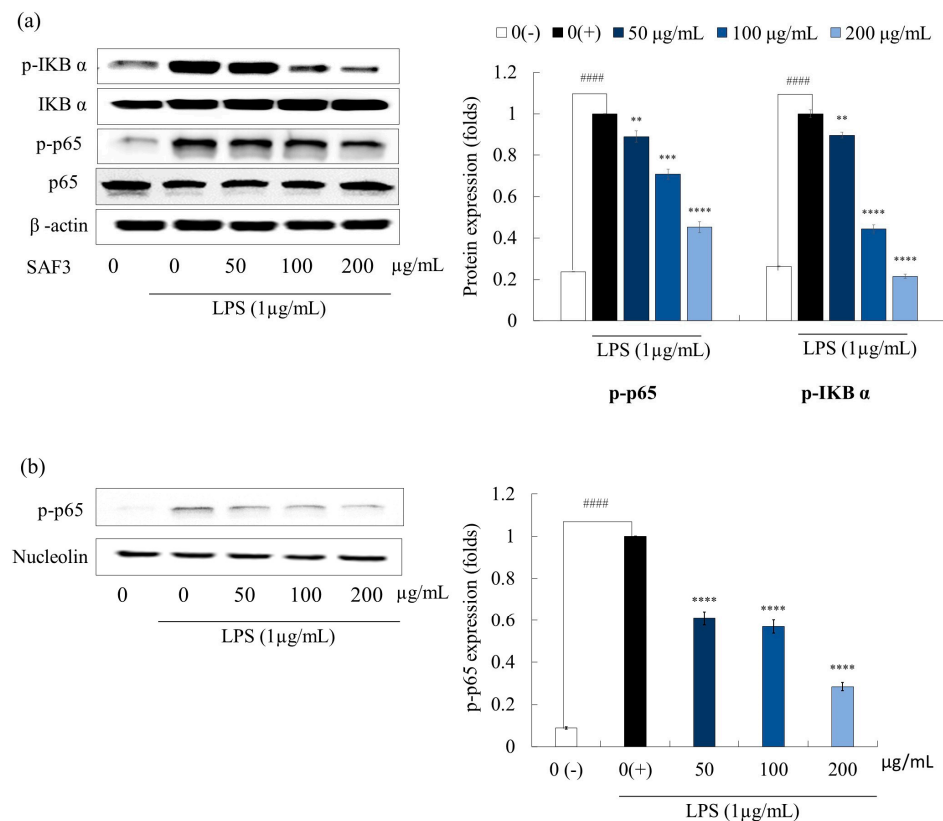 (a)
p-IKB α
IKB α
p-p65
p65
β -actin
SAF3 0 0 50 100 200 µg/mL
LPS (1µg/mL)
0(-) 0(+) 50 µg/mL 100 µg/mL 200 µg/mL
Protein expression (folds)
1.2
1
0.8
0.6
0.4
0.2
0
#### ** *** ****
#### ** **** ****
LPS (1µg/mL) LPS (1µg/mL)
p-p65 p-IKB α
(b)
p-p65
Nucleolin
0 0 50 100 200 µg/mL
LPS (1µg/mL)
p-p65 expression (folds)
1.2
1
0.8
0.6
0.4
0.2
0
#### **** **** ****
0 (-) 0(+) 50 100 200 µg/mL
LPS (1µg/mL)